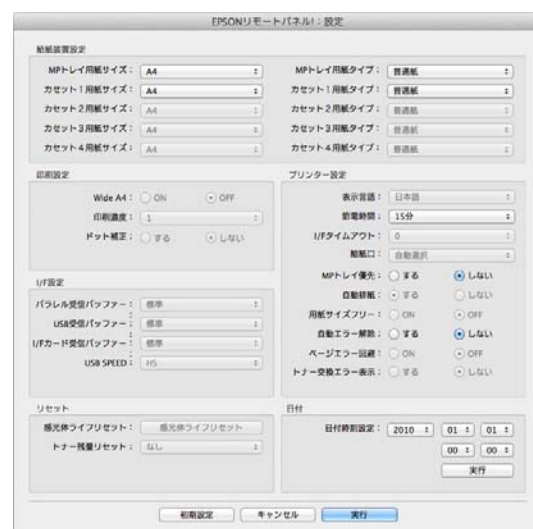 EPSONリモートパネル!：設定
給紙装置設定
MPトレイ用紙サイズ： A4
MPトレイ用紙タイプ： 普通紙
カセット1用紙サイズ： A4
カセット1用紙タイプ： 普通紙
カセット2用紙サイズ： A4
カセット2用紙タイプ： 普通紙
カセット3用紙サイズ： A4
カセット3用紙タイプ： 普通紙
カセット4用紙サイズ： A4
カセット4用紙タイプ： 普通紙
印刷設定
Wide A4： ON OFF
印刷濃度： 1
ドット補正： する しない
I/F設定
パラレル受信バッファー： 標準
USB受信バッファー： 標準
I/Fカード受信バッファー： 標準
USB SPEED： HS
リセット
感光体ライフリセット： 感光体ライフリセット
トナー残量リセット： なし
プリンター設定
表示言語： 日本語
節電時間： 15分
I/Fタイムアウト： 0
給紙口： 自動選択
MPトレイ優先： する しない
自動排紙： する しない
用紙サイズフリー： ON OFF
自動エラー解除： する しない
ページエラー回避： ON OFF
トナー交換エラー表示： する しない
日付
日付時刻設定： 2010 01 01
00 00
実行
初期設定 キャンセル 実行